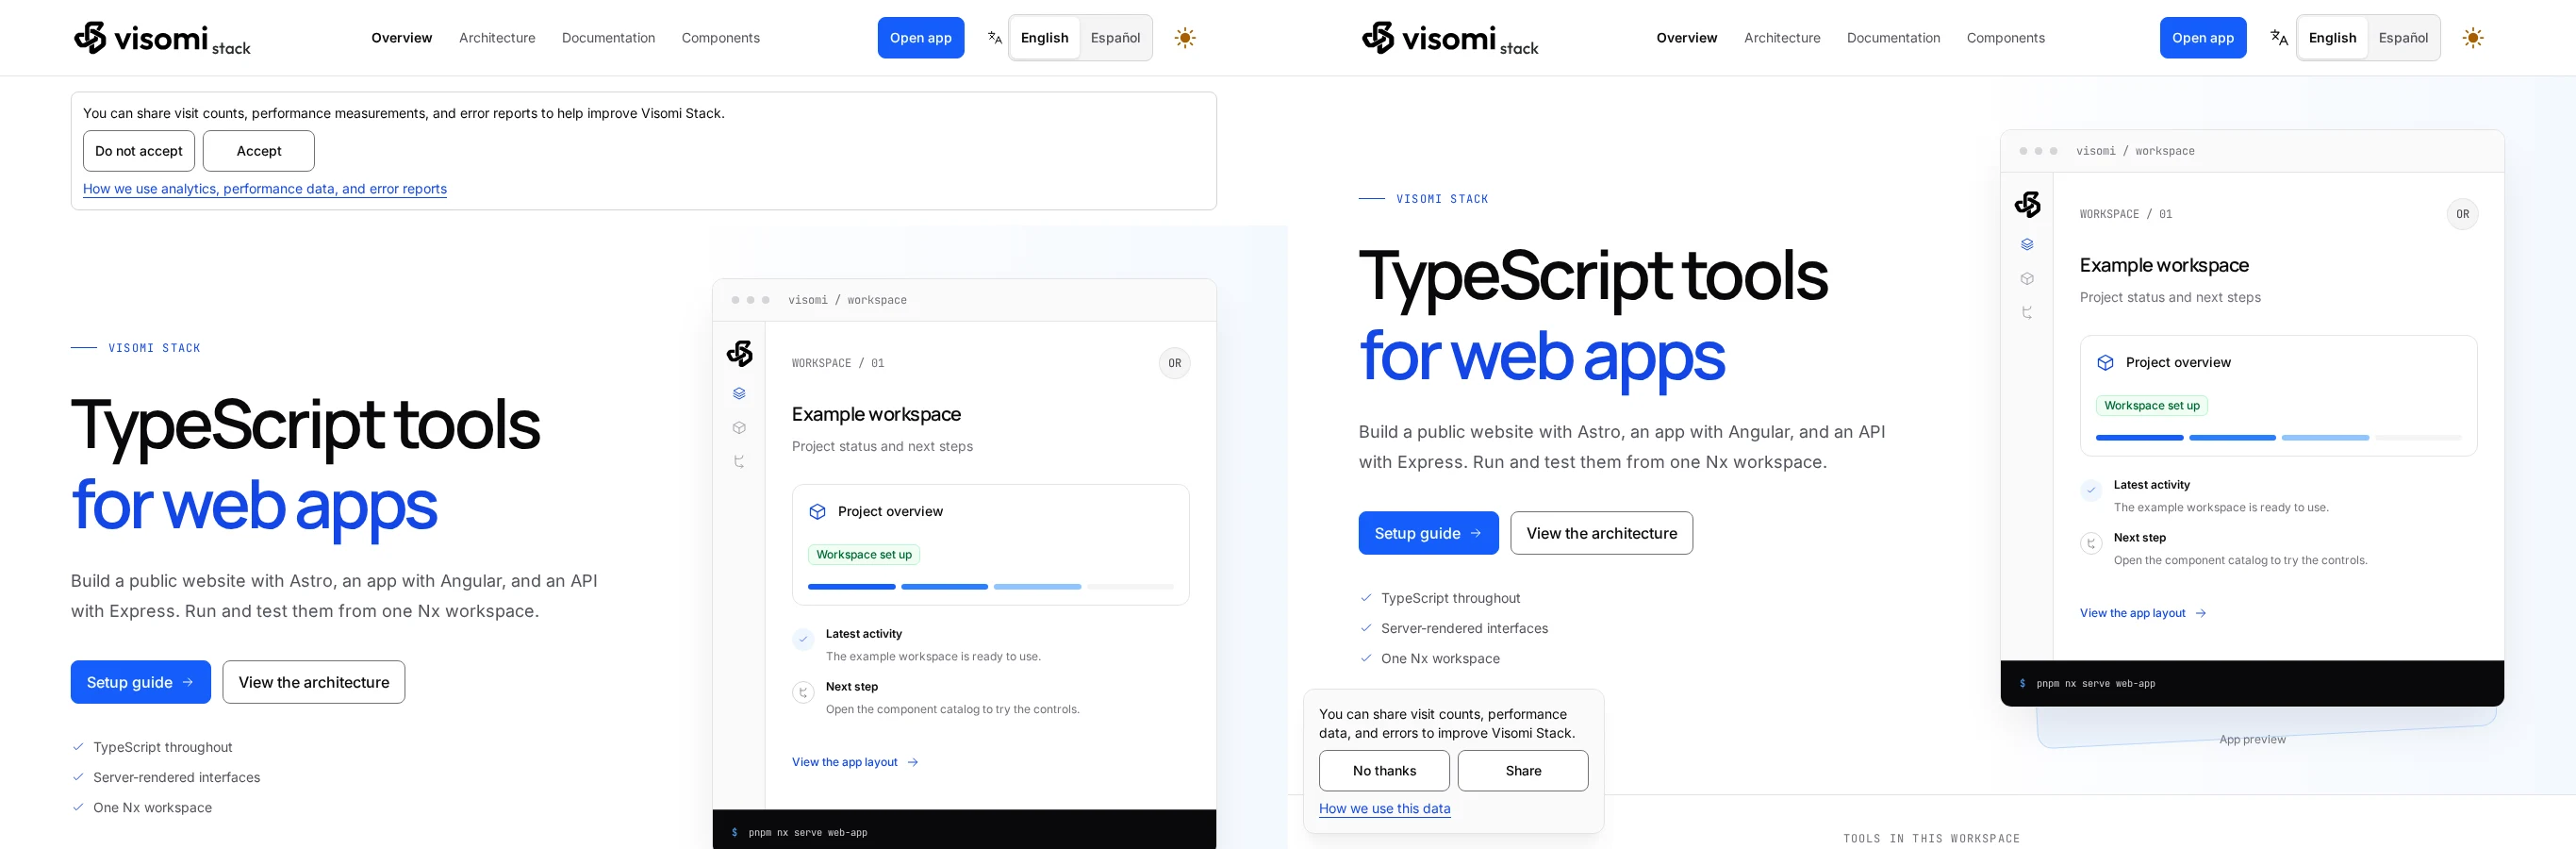 visomi stack
Overview
Architecture
Documentation
Components
Open app
English
Español
You can share visit counts, performance measurements, and error reports to help improve Visomi Stack.
Do not accept
Accept
How we use analytics, performance data, and error reports
VISOMI STACK
TypeScript tools
for web apps
Build a public website with Astro, an app with Angular, and an API
with Express. Run and test them from one Nx workspace.
Setup guide
View the architecture
TypeScript throughout
Server-rendered interfaces
One Nx workspace
visomi / workspace
WORKSPACE / 01
OR
Example workspace
Project status and next steps
Project overview
Workspace set up
Latest activity
The example workspace is ready to use.
Next step
Open the component catalog to try the controls.
View the app layout
$ pnpm nx serve web-app
visomi stack
Overview
Architecture
Documentation
Components
Open app
English
Español
VISOMI STACK
TypeScript tools
for web apps
Build a public website with Astro, an app with Angular, and an API
with Express. Run and test them from one Nx workspace.
Setup guide
View the architecture
TypeScript throughout
Server-rendered interfaces
One Nx workspace
You can share visit counts, performance
data, and errors to improve Visomi Stack.
No thanks
Share
How we use this data
visomi / workspace
WORKSPACE / 01
OR
Example workspace
Project status and next steps
Project overview
Workspace set up
Latest activity
The example workspace is ready to use.
Next step
Open the component catalog to try the controls.
View the app layout
$ pnpm nx serve web-app
App preview
TOOLS IN THIS WORKSPACE